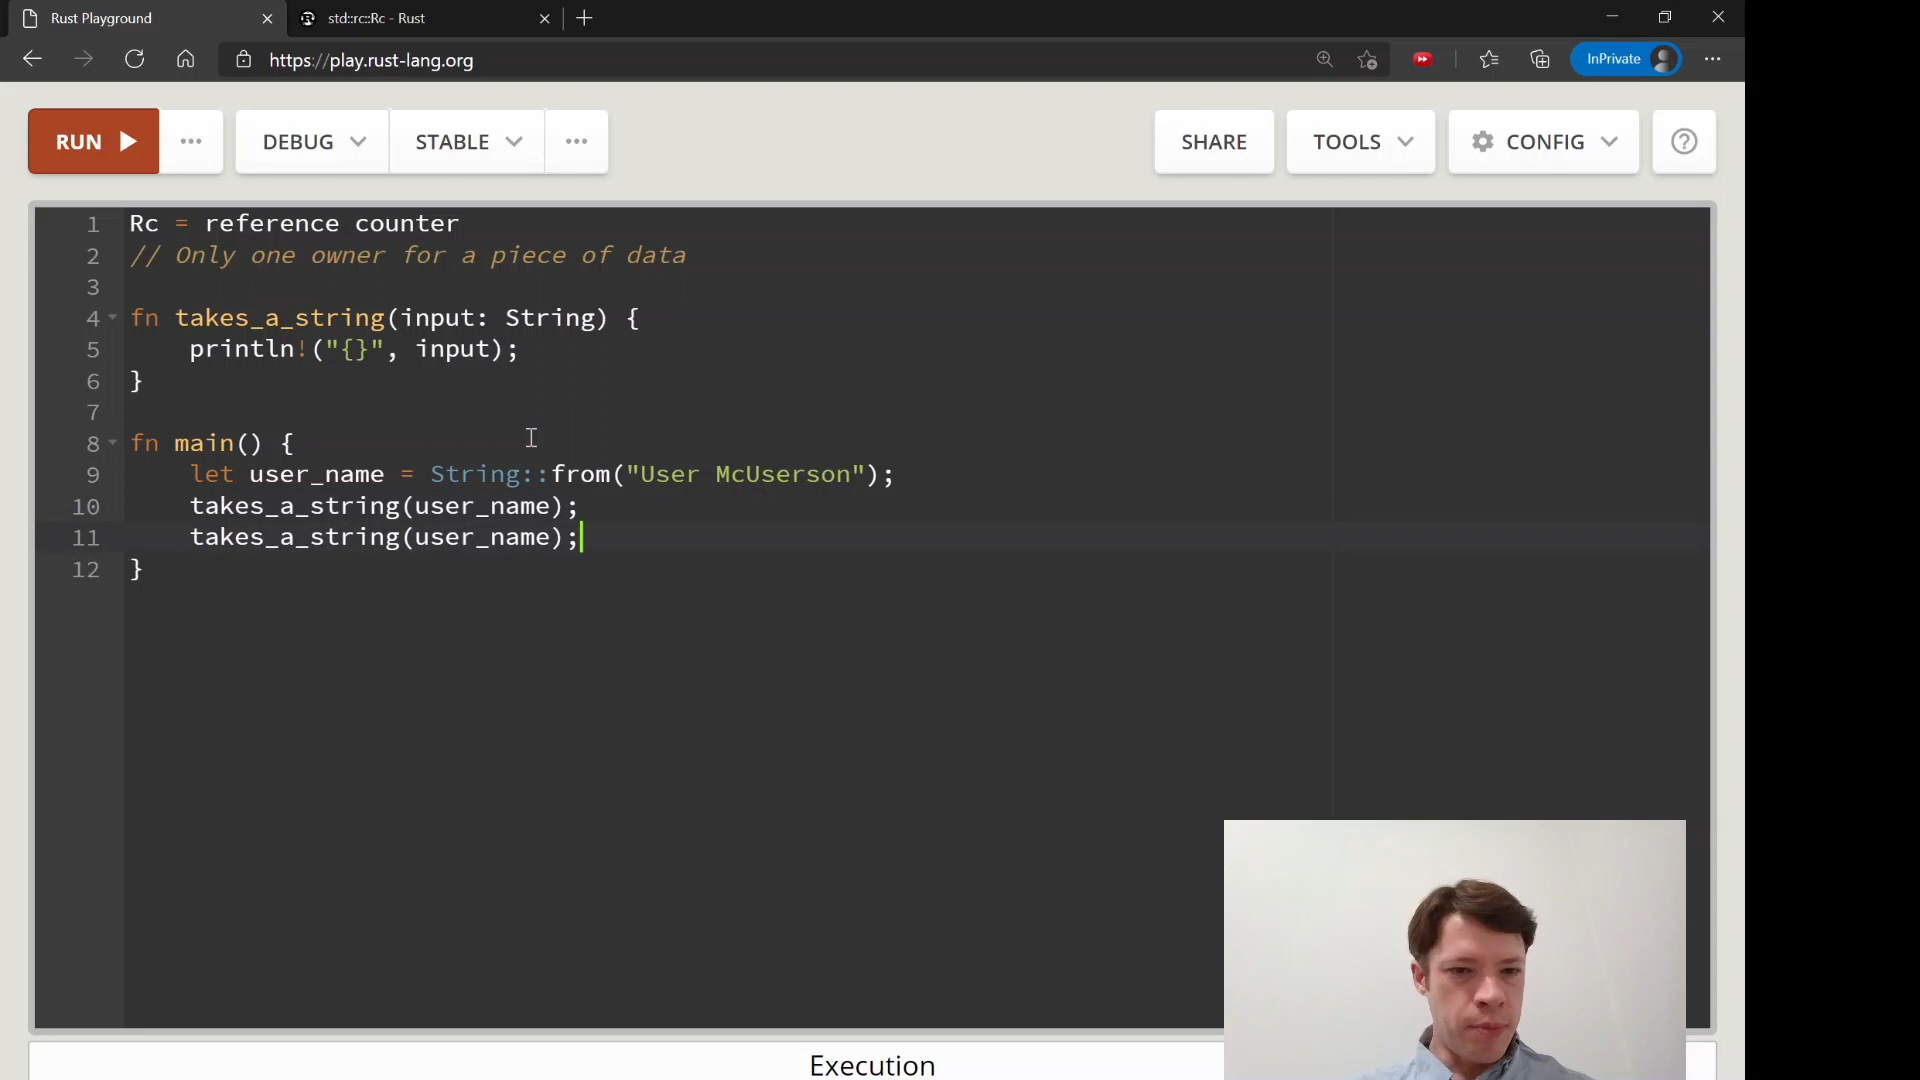 Rust Playground
std::rc::Rc - Rust
https://play.rust-lang.org
InPrivate
RUN
DEBUG
STABLE
SHARE
TOOLS
CONFIG
1 Rc = reference counter
2 // Only one owner for a piece of data
3
4 fn takes_a_string(input: String) {
5 println!("{}", input);
6 }
7
8 fn main() {
9 let user_name = String::from("User McUserson");
10 takes_a_string(user_name);
11 takes_a_string(user_name);
12 }
Execution